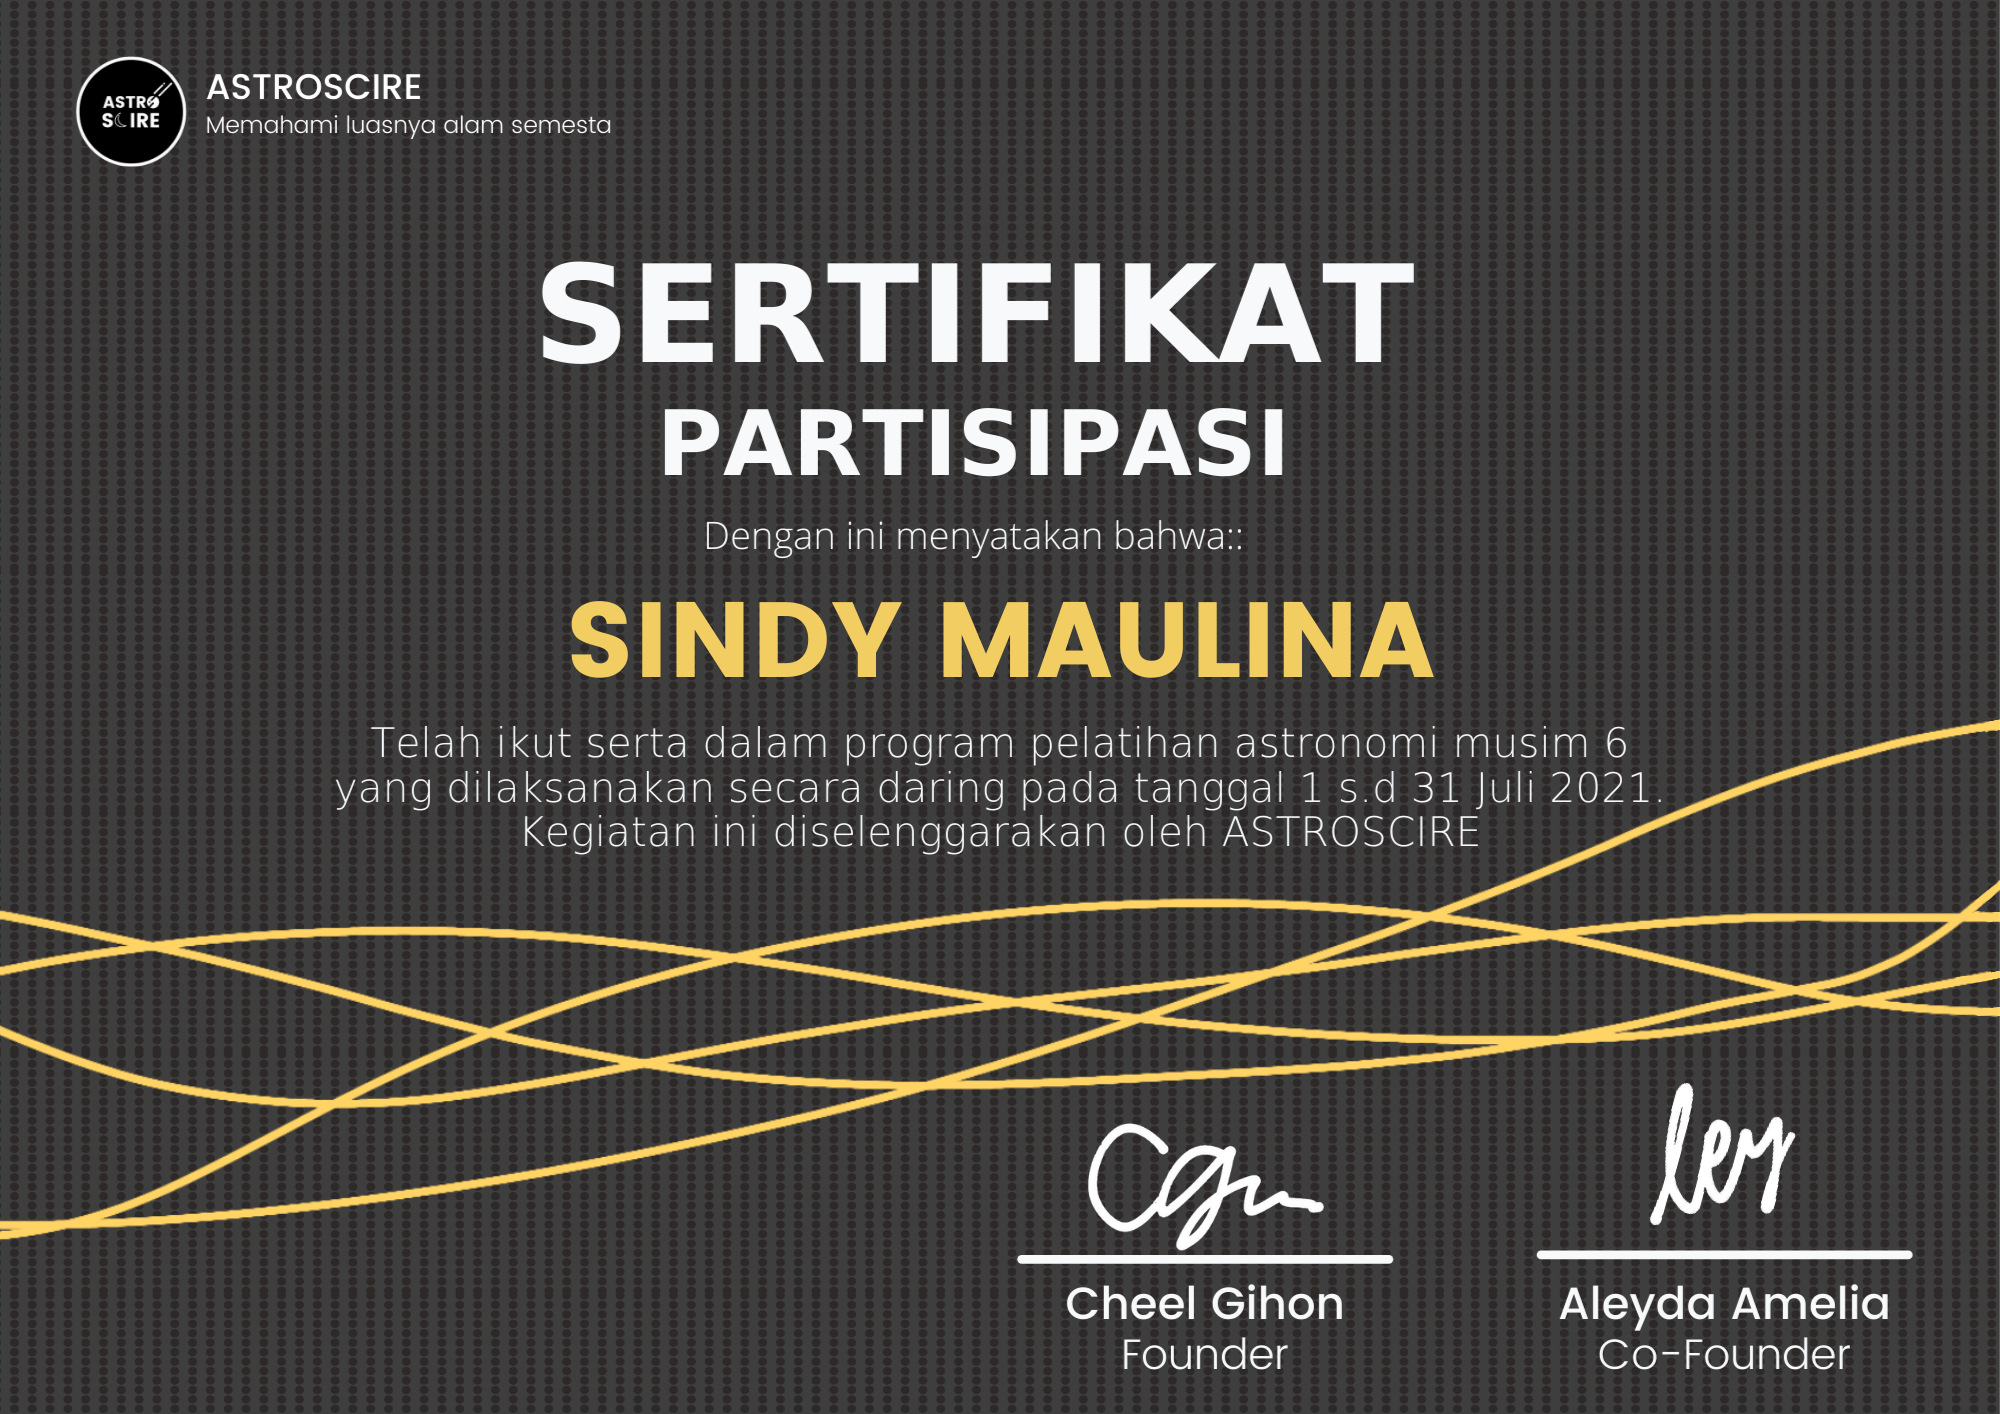 ASTRO
SCIRE
ASTROSCIRE
Memahami luasnya alam semesta
SERTIFIKAT
PARTISIPASI
Dengan ini menyatakan bahwa::
SINDY MAULINA
Telah ikut serta dalam program pelatihan astronomi musim 6
yang dilaksanakan secara daring pada tanggal 1 s.d 31 Juli 2021.
Kegiatan ini diselenggarakan oleh ASTROSCIRE
Cgn
ley
Cheel Gihon
Founder
Aleyda Amelia
Co-Founder